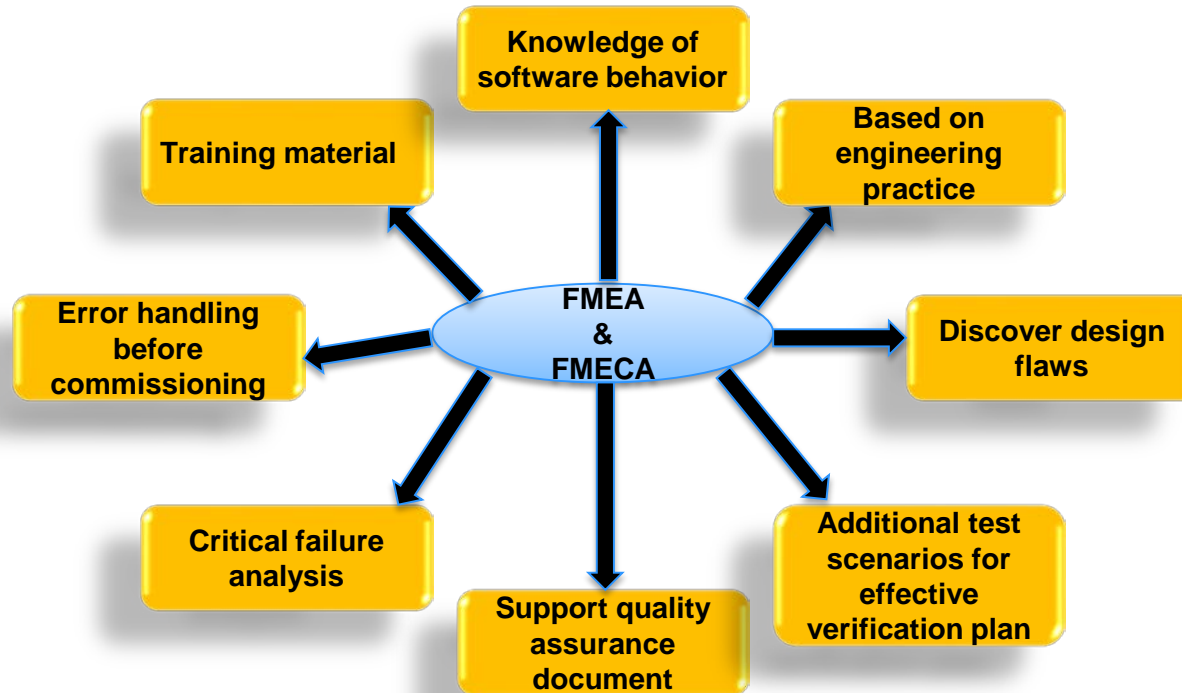 Knowledge of
software behavior
Training material
Based on
engineering
practice
Error handling
before
commissioning
FMEA
&
FMECA
Discover design
flaws
Critical failure
analysis
Additional test
scenarios for
effective
verification plan
Support quality
assurance
document